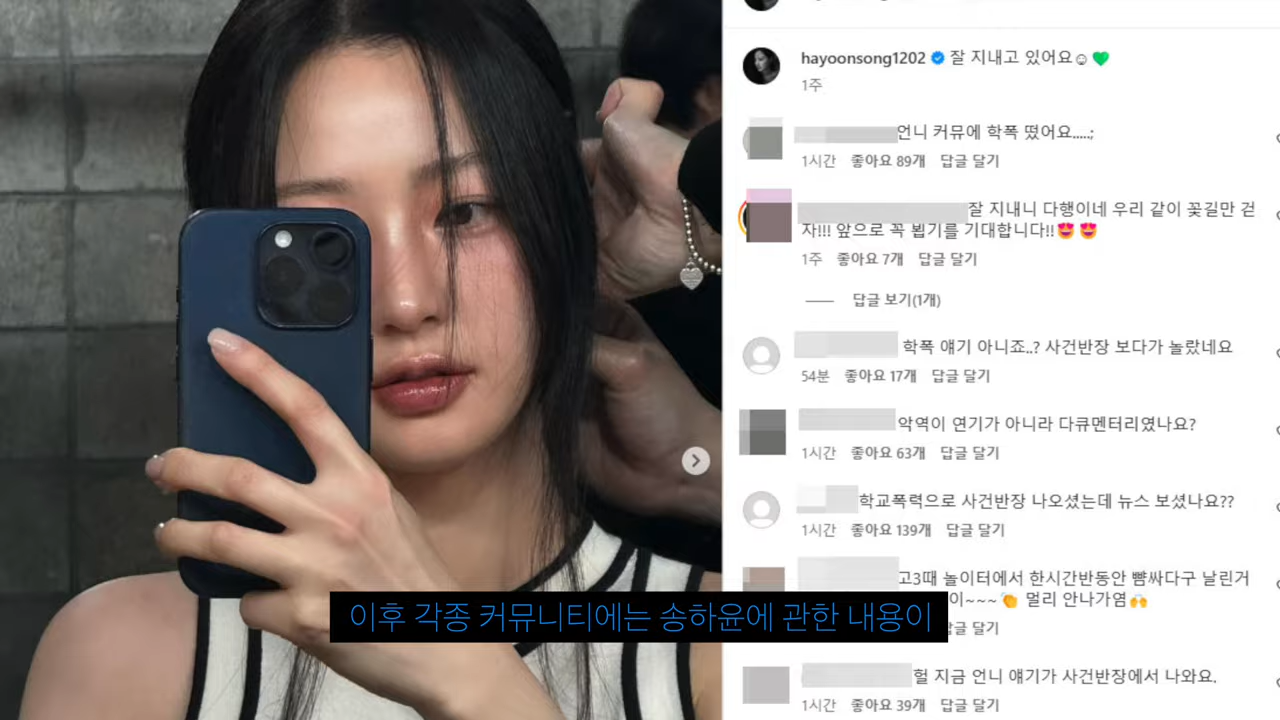 hayoonsong1202 잘 지내고 있어요☺💚
1주
언니 커뮤에 학폭 떴어요.....;
1시간 좋아요 89개 답글 달기
잘 지내니 다행이네 우리 같이 꽃길만 걷
자!!! 앞으로 꼭 뵙기를 기대합니다!!😍😍
1주 좋아요 7개 답글 달기
답글 보기(1개)
학폭 얘기 아니죠..? 사건반장 보다가 놀랐네요
54분 좋아요 17개 답글 달기
악역이 연기가 아니라 다큐멘터리였나요?
1시간 좋아요 63개 답글 달기
학교폭력으로 사건반장 나오셨는데 뉴스 보셨나요??
1시간 좋아요 139개 답글 달기
고3때 놀이터에서 한시간반동안 뺨싸다구 날린거
이~~~👏 멀리 안나가염🙌
답글 달기
이후 각종 커뮤니티에는 송하윤에 관한 내용이
헐 지금 언니 얘기가 사건반장에서 나와요.
1시간 좋아요 39개 답글 달기